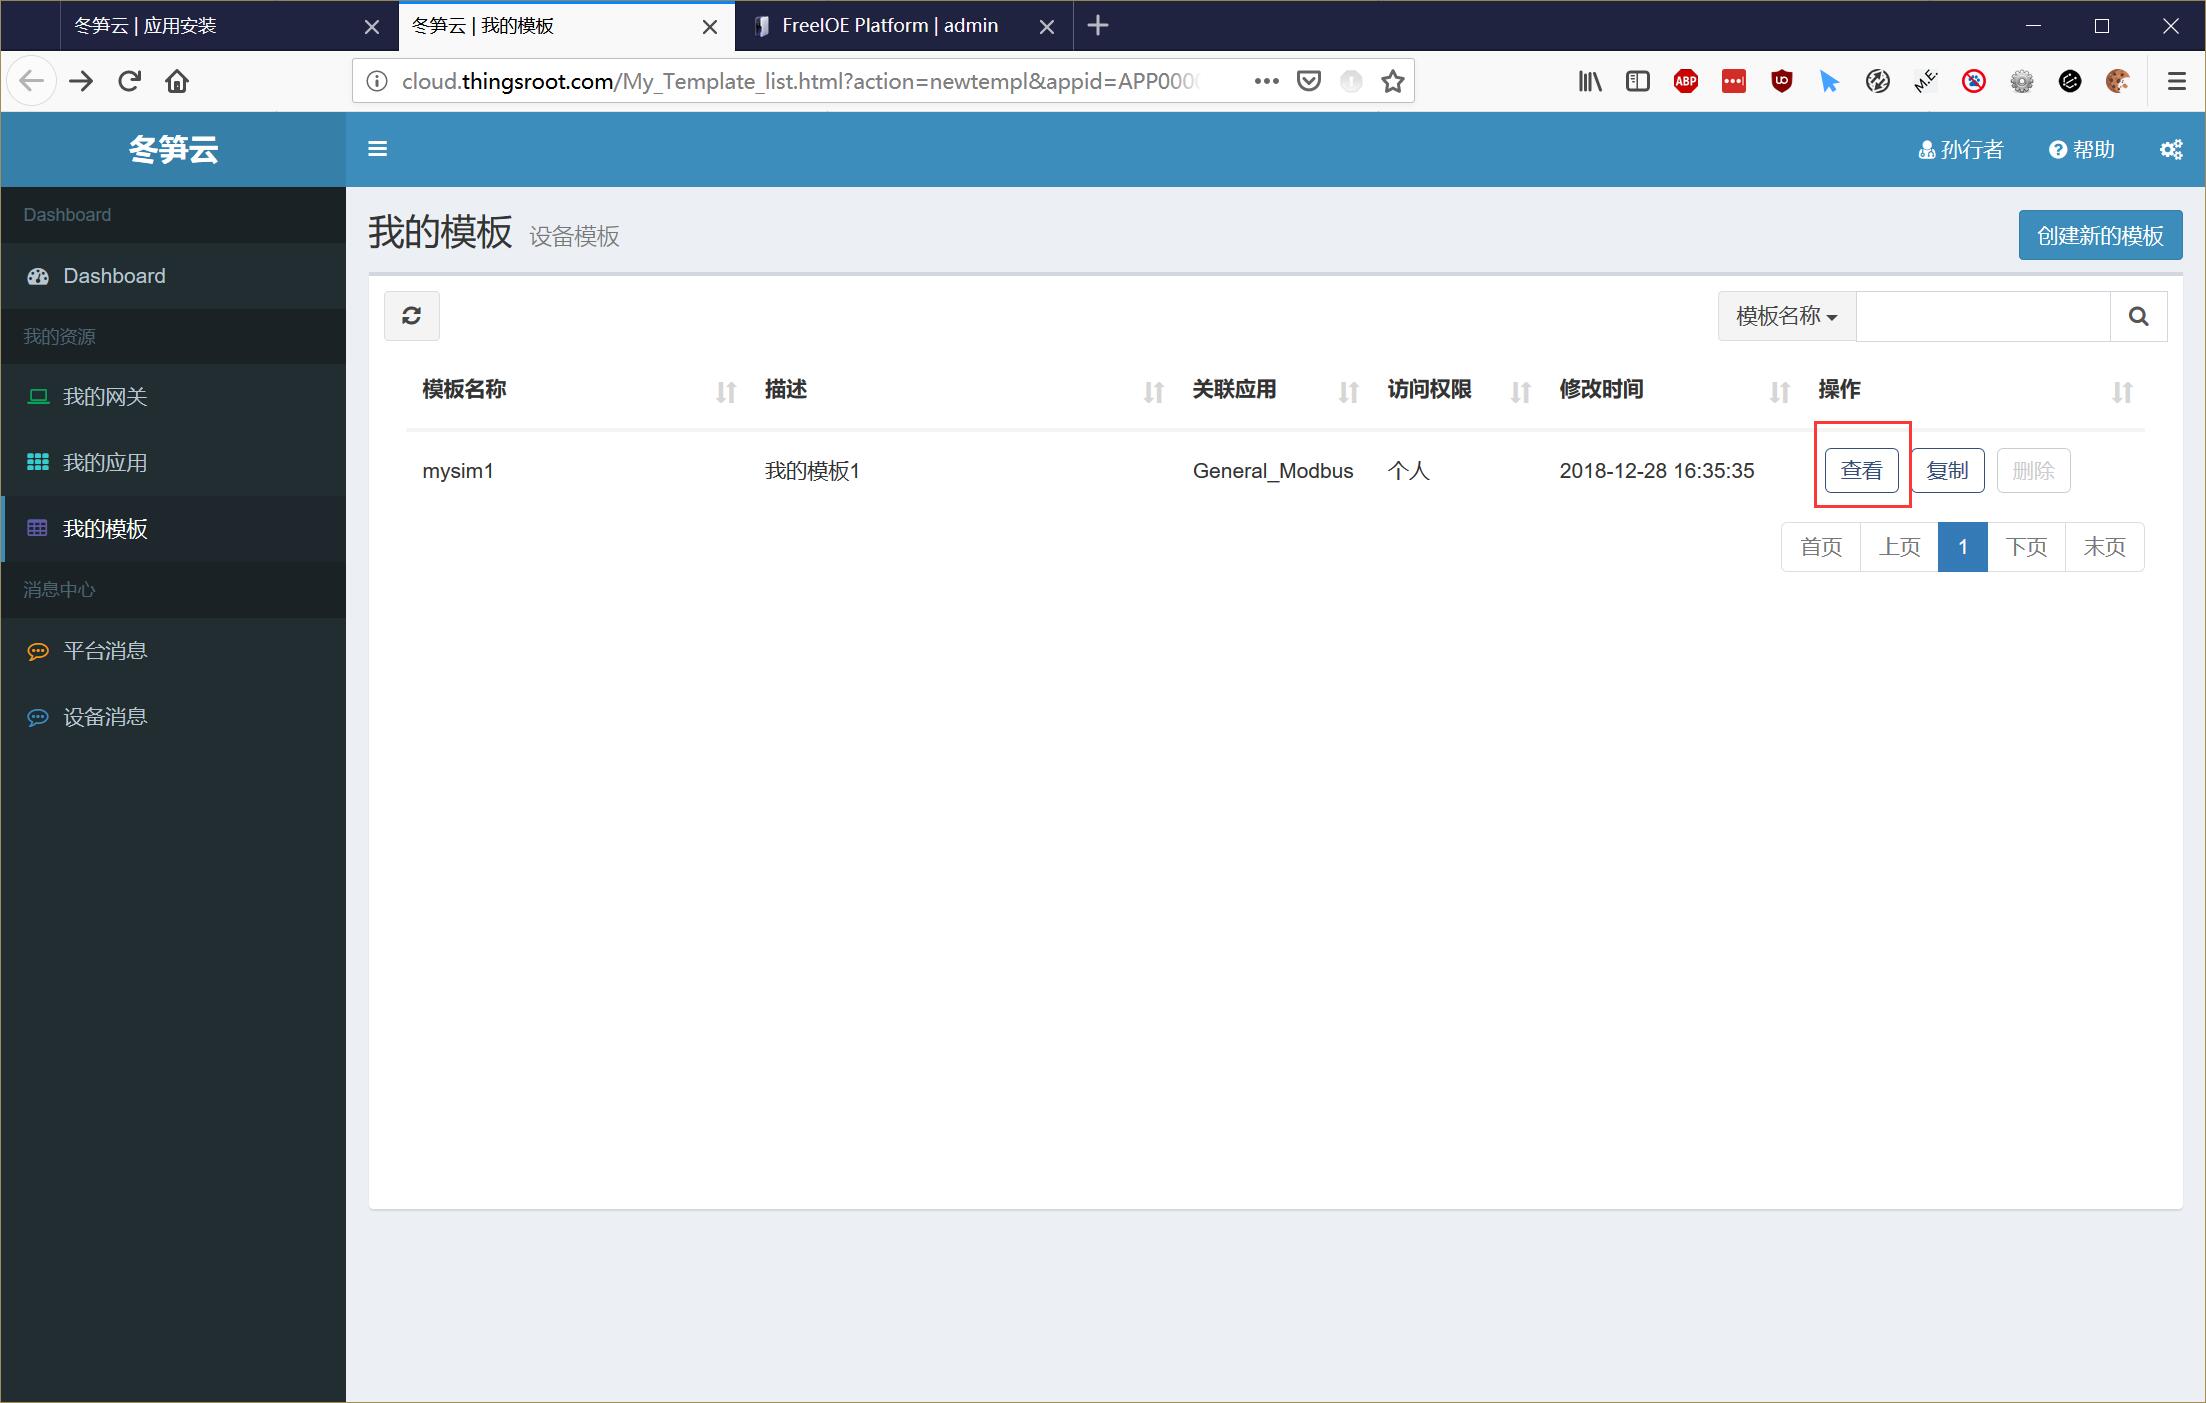 冬笋云 | 应用安装
冬笋云 | 我的模板
FreeIOE Platform | admin
cloud.thingsroot.com/My_Template_list.html?action=newtempl&appid=APP000
ABP
M.E.
冬笋云
孙行者
帮助
Dashboard
Dashboard
我的资源
我的网关
我的应用
我的模板
消息中心
平台消息
设备消息
我的模板 设备模板
创建新的模板
模板名称
模板名称 描述 关联应用 访问权限 修改时间 操作
mysim1 我的模板1 General_Modbus 个人 2018-12-28 16:35:35 查看 复制 删除
首页 上页 1 下页 末页